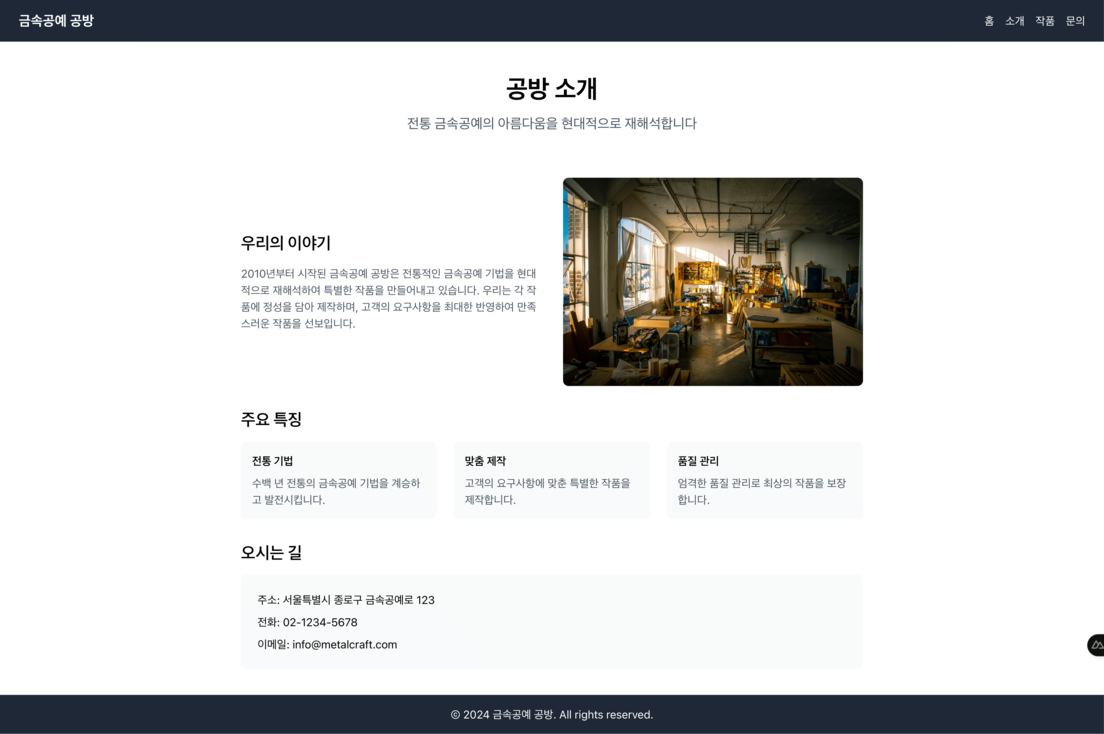 금속공예 공방
홈 소개 작품 문의
공방 소개
전통 금속공예의 아름다움을 현대적으로 재해석합니다
우리의 이야기
2010년부터 시작된 금속공예 공방은 전통적인 금속공예 기법을 현대
적으로 재해석하여 특별한 작품을 만들어내고 있습니다. 우리는 각 작
품에 정성을 담아 제작하며, 고객의 요구사항을 최대한 반영하여 만족
스러운 작품을 선보입니다.
주요 특징
전통 기법
수백 년 전통의 금속공예 기법을 계승하
고 발전시킵니다.
맞춤 제작
고객의 요구사항에 맞춘 특별한 작품을
제작합니다.
품질 관리
엄격한 품질 관리로 최상의 작품을 보장
합니다.
오시는 길
주소: 서울특별시 종로구 금속공예로 123
전화: 02-1234-5678
이메일: info@metalcraft.com
© 2024 금속공예 공방. All rights reserved.